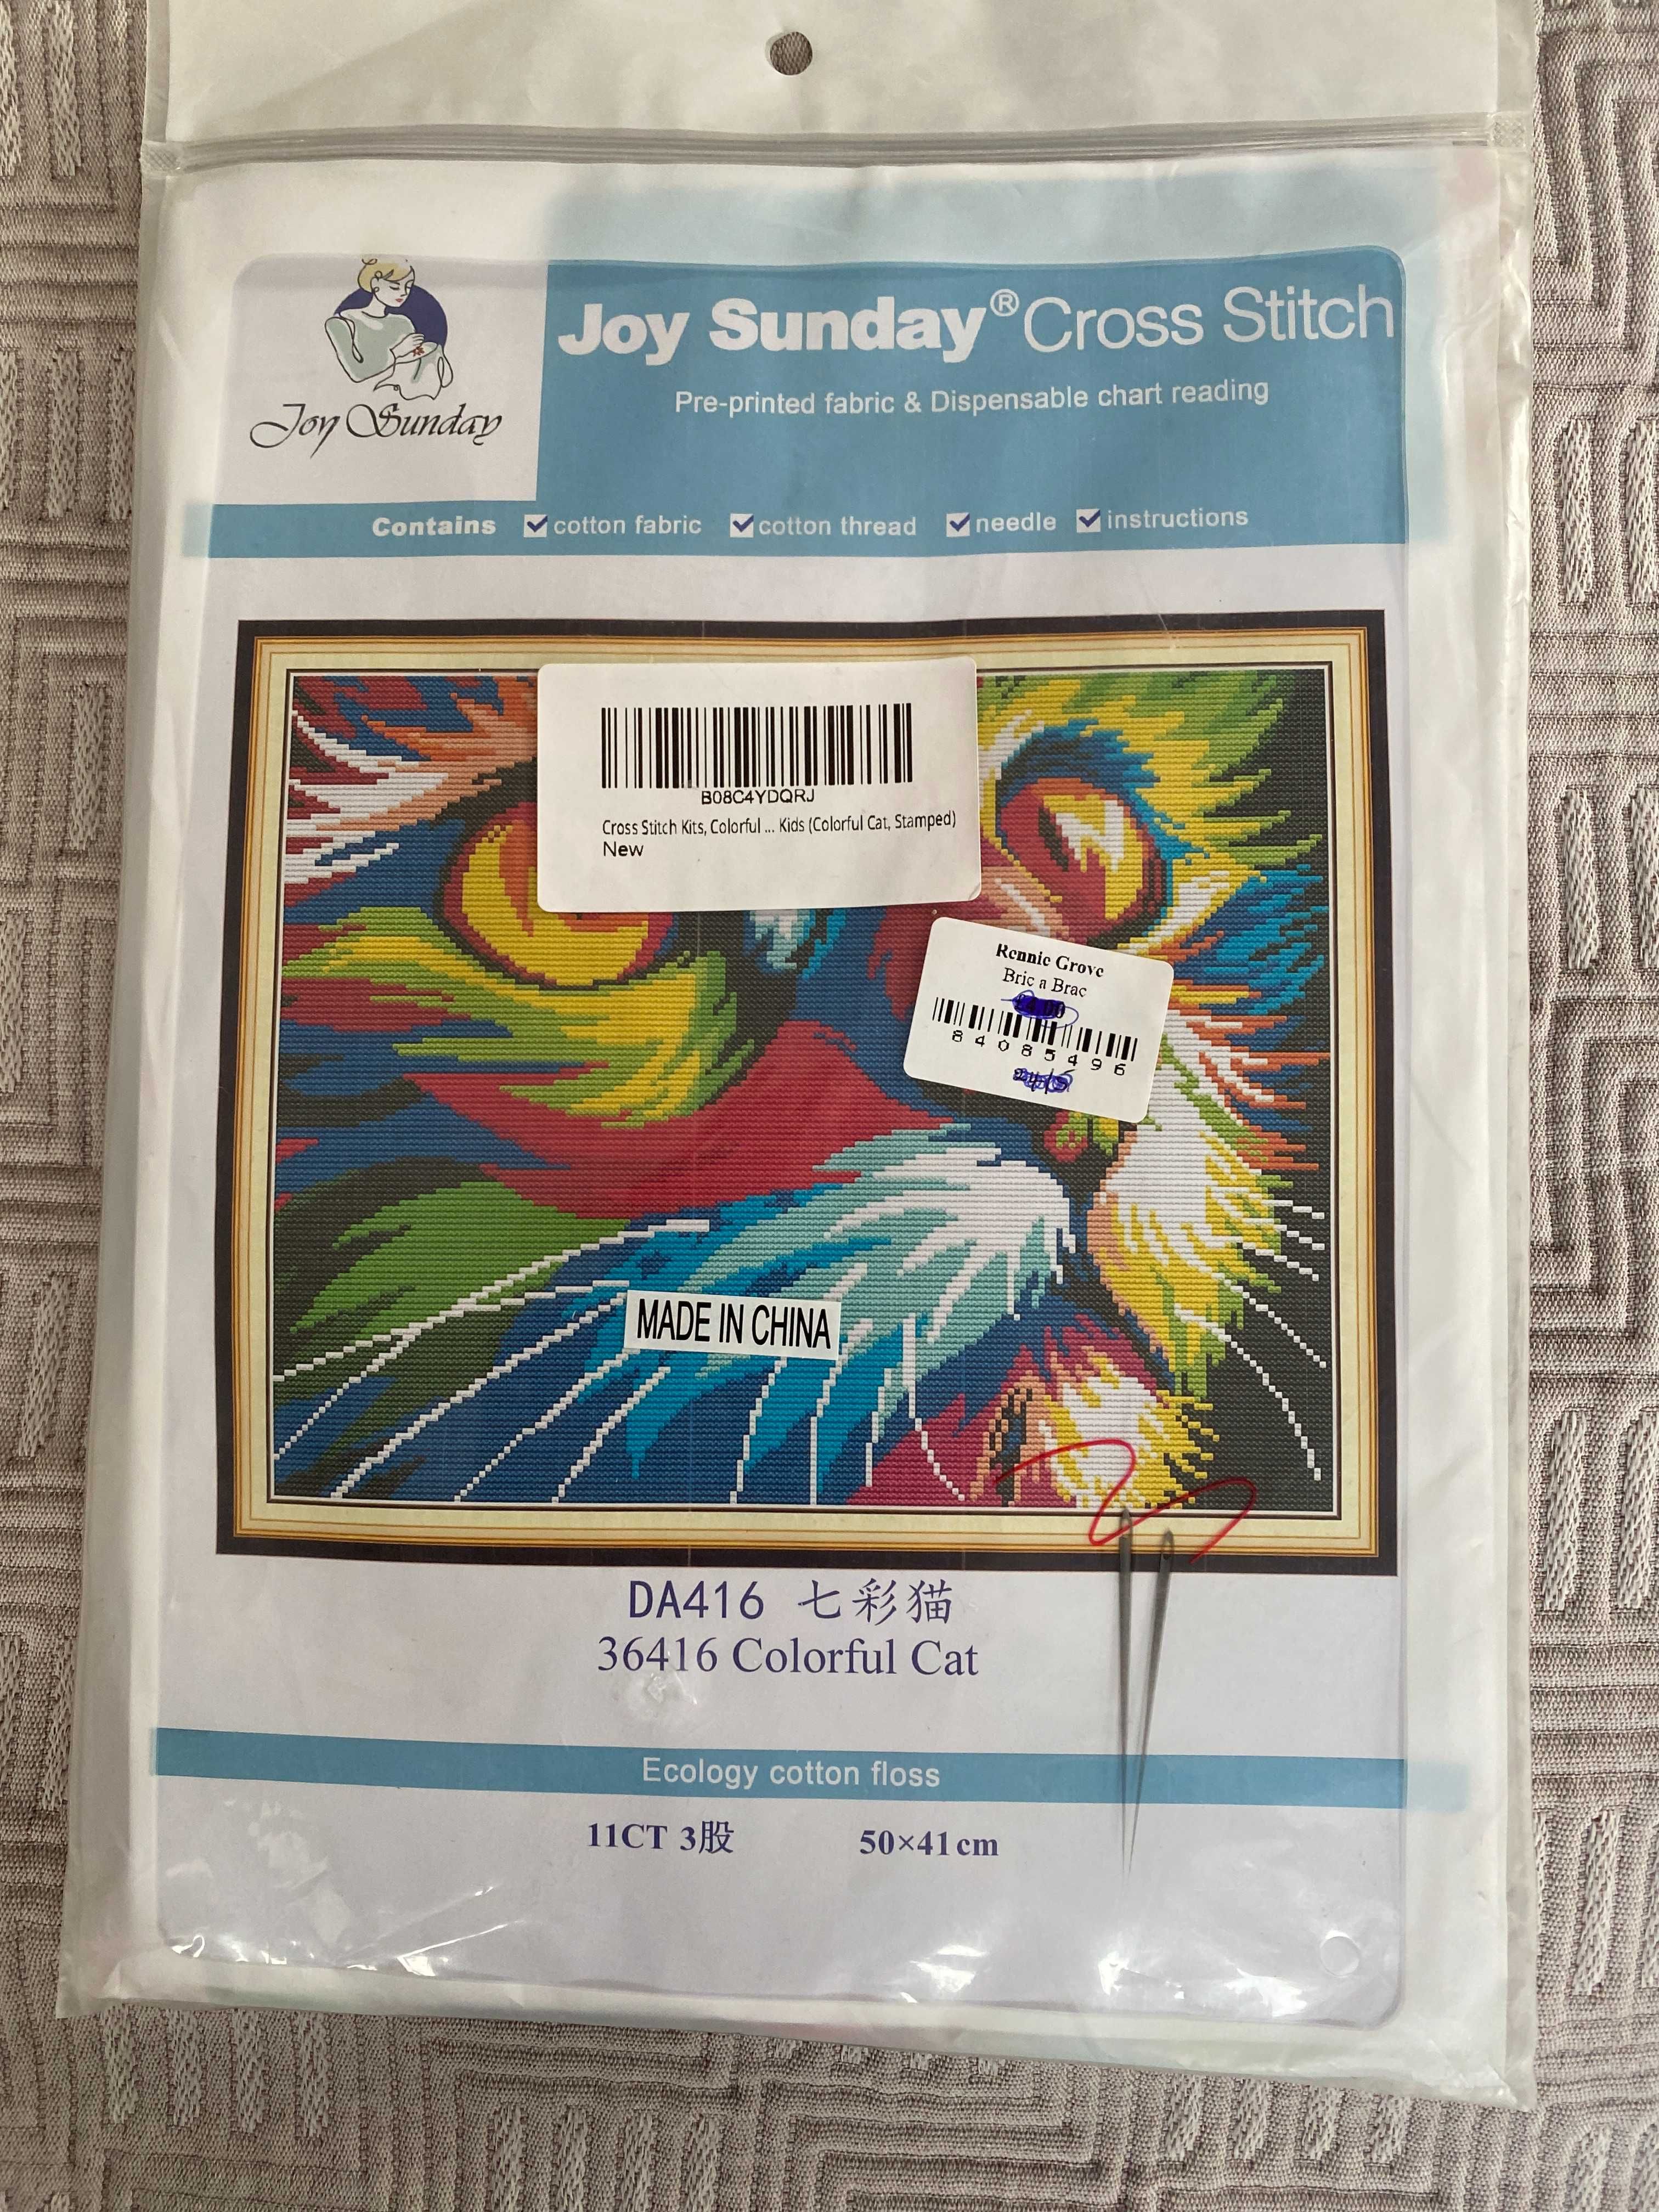 Joy Sunday® Cross Stitch
Pre-printed fabric & Dispensable chart reading
Joy Sunday
Contains cotton fabric cotton thread needle instructions
B08C4YDQRJ
Cross Stitch Kits, Colorful ... Kids (Colorful Cat, Stamped)
New
Rennie Grove
Bric a Brac
84085496
MADE IN CHINA
DA416 七彩猫
36416 Colorful Cat
Ecology cotton floss
11CT 3股 50×41cm